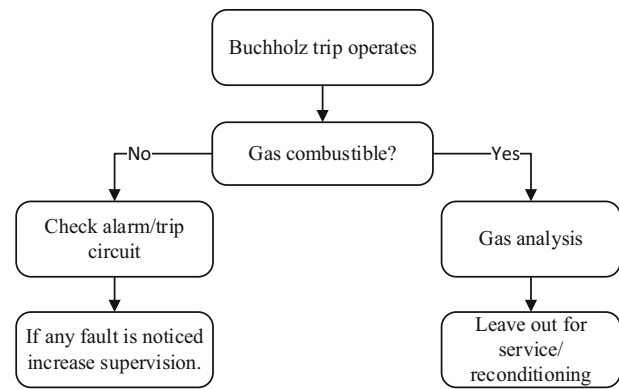 Buchholz trip operates
Gas combustible?
No
Yes
Check alarm/trip
circuit
Gas analysis
If any fault is noticed
increase supervision.
Leave out for
service/
reconditioning